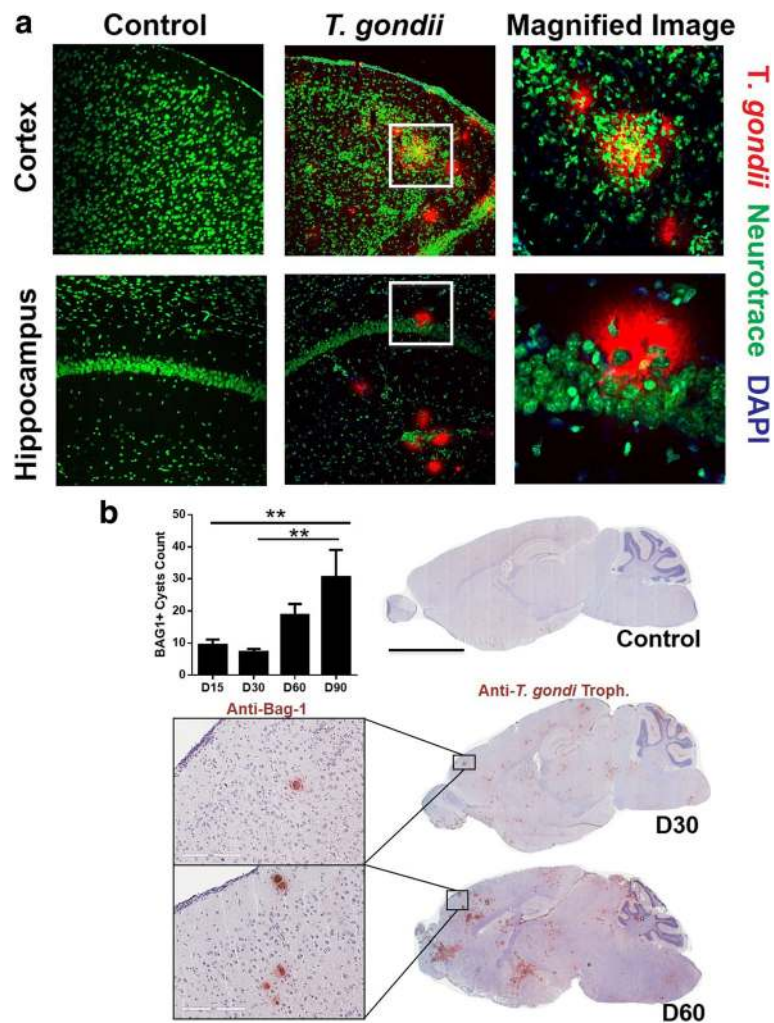 a
Control
T. gondii
Magnified Image
Cortex
Hippocampus
T. gondii Neurotrace DAPI
b
**
**
BAG1+ Cysts Count
50
40
30
20
10
0
D15 D30 D60 D90
Control
Anti-Bag-1
Anti-T. gondi Troph.
D30
D60